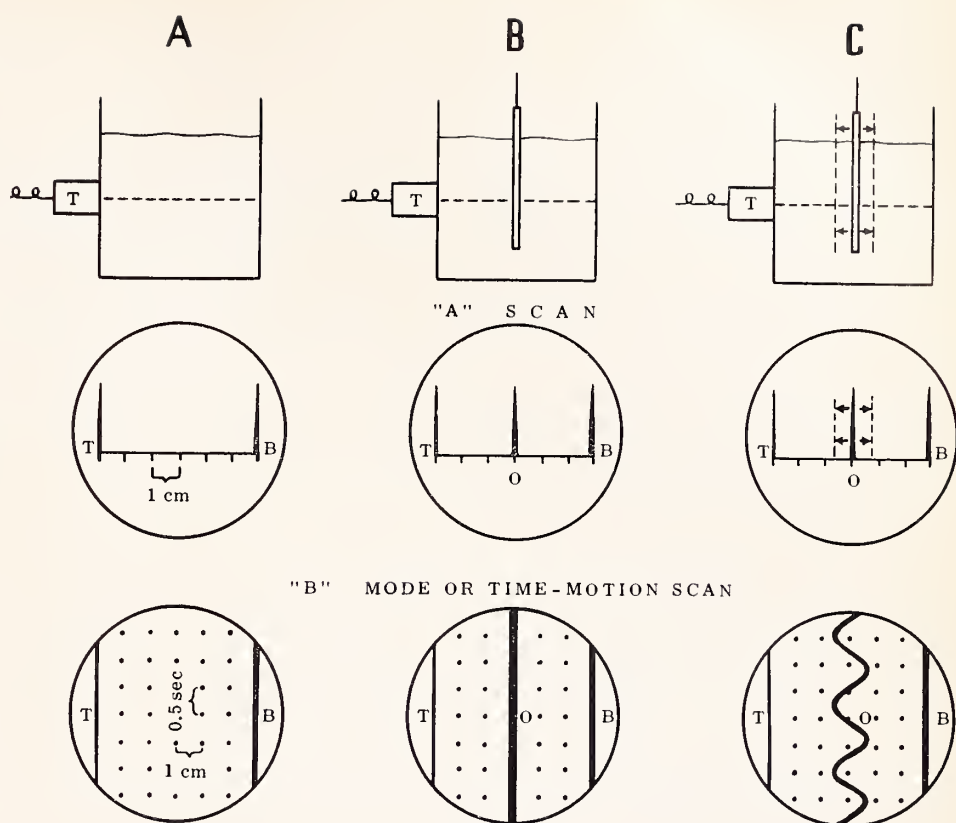 A B C
T T T
"A" SCAN
T B T B T B
1 cm O O
"B" MODE OR TIME-MOTION SCAN
0.5 sec
T B T O B T O B
1 cm